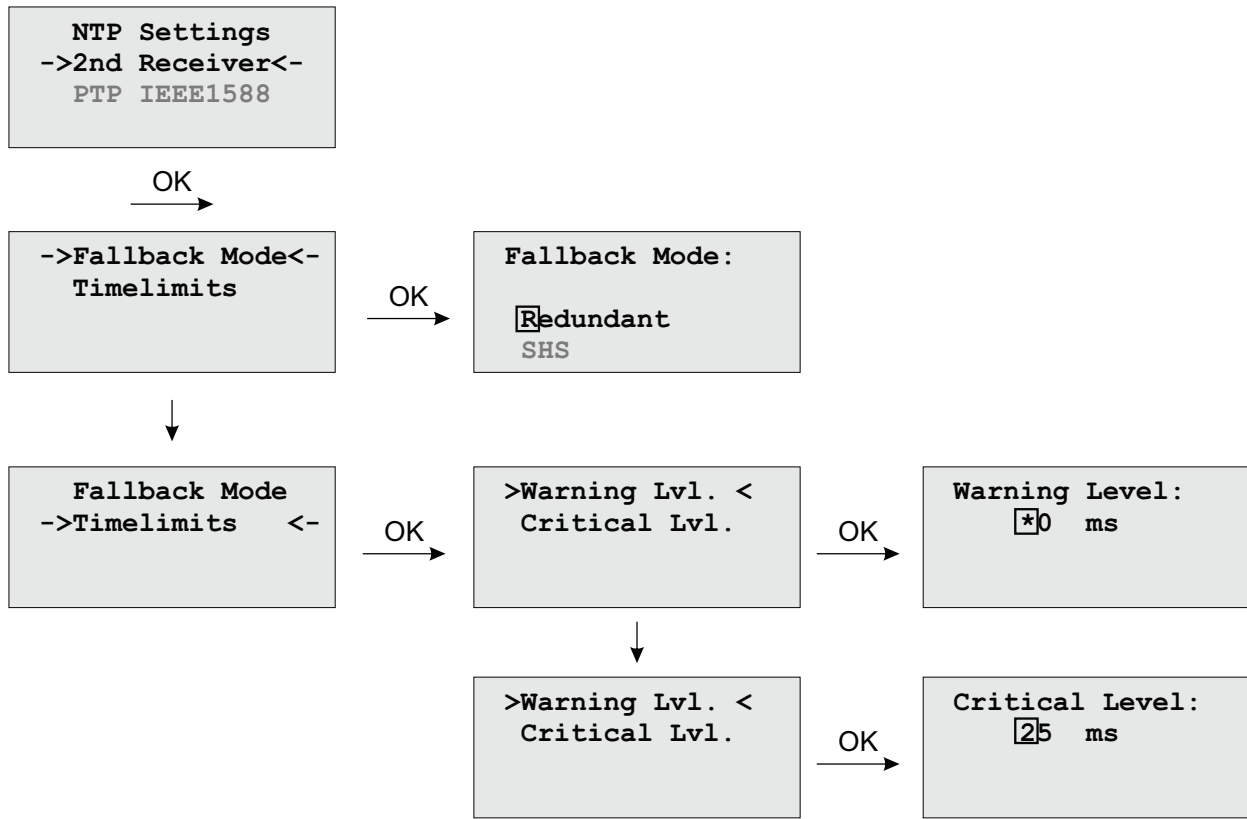 NTP Settings
->2nd Receiver<-
PTP IEEE1588
OK
->Fallback Mode<-
Timelimits
OK
Fallback Mode:
Redundant
SHS
Fallback Mode
->Timelimits <-
OK
>Warning Lvl. <
Critical Lvl.
OK
Warning Level:
*0 ms
>Warning Lvl. <
Critical Lvl.
OK
Critical Level:
25 ms